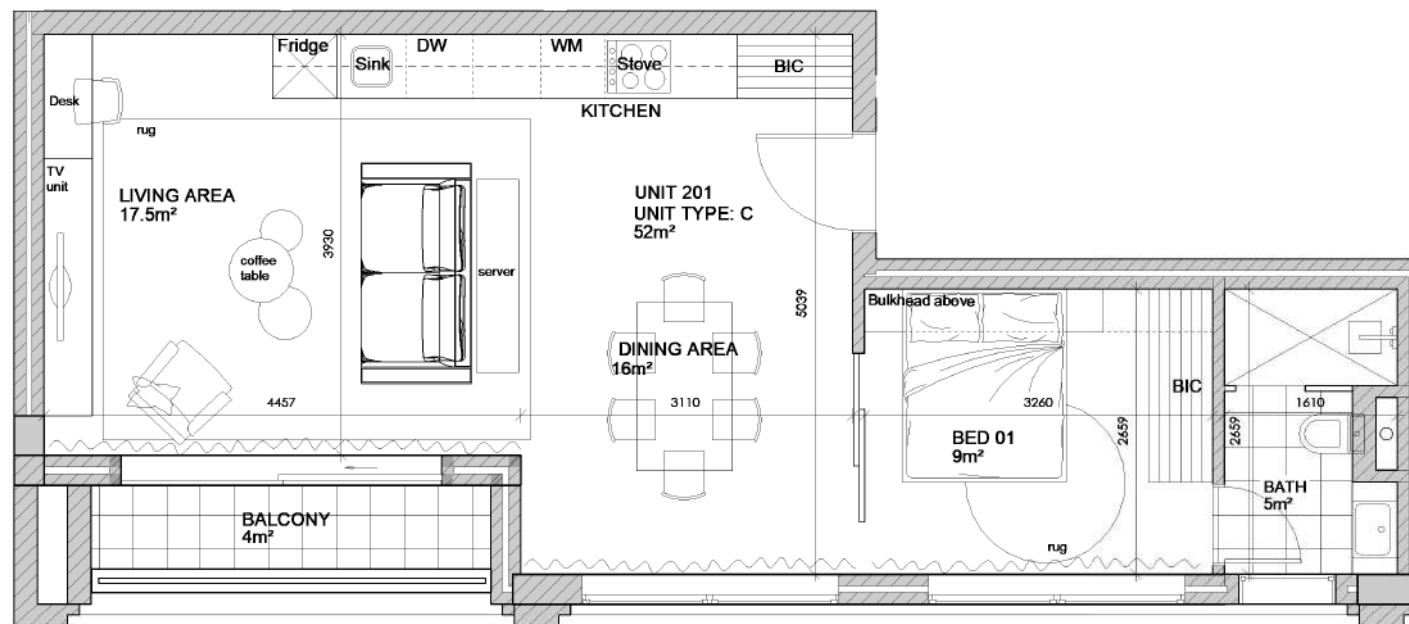 Fridge
Sink
DW
WM
Stove
BIC
KITCHEN
Desk
rug
TV
unit
LIVING AREA
17.5m²
coffee
table
3930
server
UNIT 201
UNIT TYPE: C
52m²
5039
DINING AREA
16m²
4457
3110
Bulkhead above
BIC
3260
2659
BED 01
9m²
rug
1610
2659
BATH
5m²
BALCONY
4m²